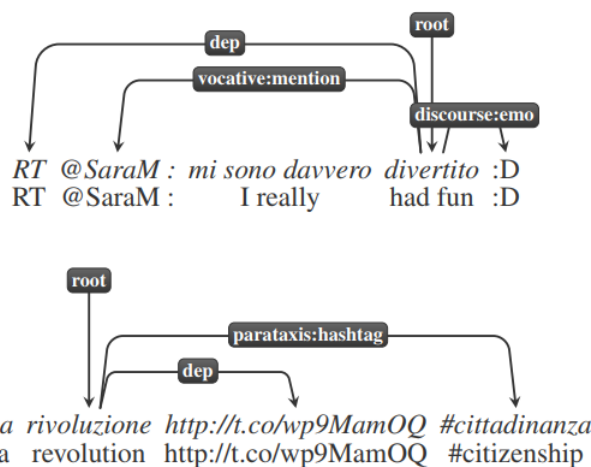 root
dep
vocative:mention
discourse:emo
RT @SaraM : mi sono davvero divertito :D
RT @SaraM : I really had fun :D
root
parataxis:hashtag
dep
a rivoluzione http://t.co/wp9MamOQ #cittadinanza
a revolution http://t.co/wp9MamOQ #citizenship